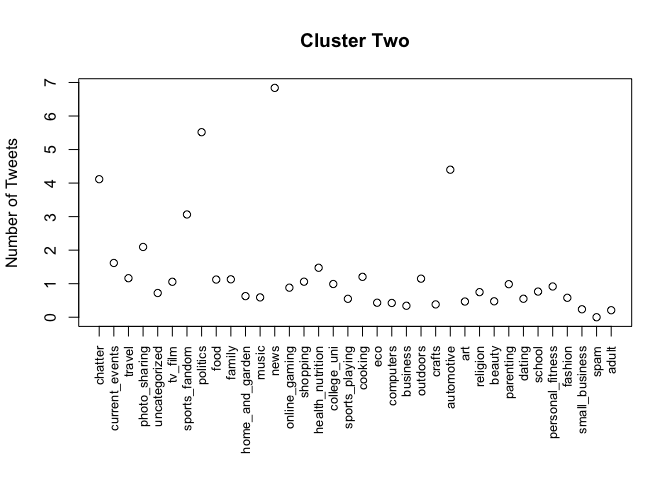 Cluster Two
Number of Tweets
7
6
5
4
3
2
1
0
chatter
current_events
travel
photo_sharing
uncategorized
tv_film
sports_fandom
politics
food
family
home_and_garden
music
news
online_gaming
shopping
health_nutrition
college_uni
sports_playing
cooking
eco
computers
business
outdoors
crafts
automotive
art
religion
beauty
parenting
dating
school
personal_fitness
fashion
small_business
spam
adult